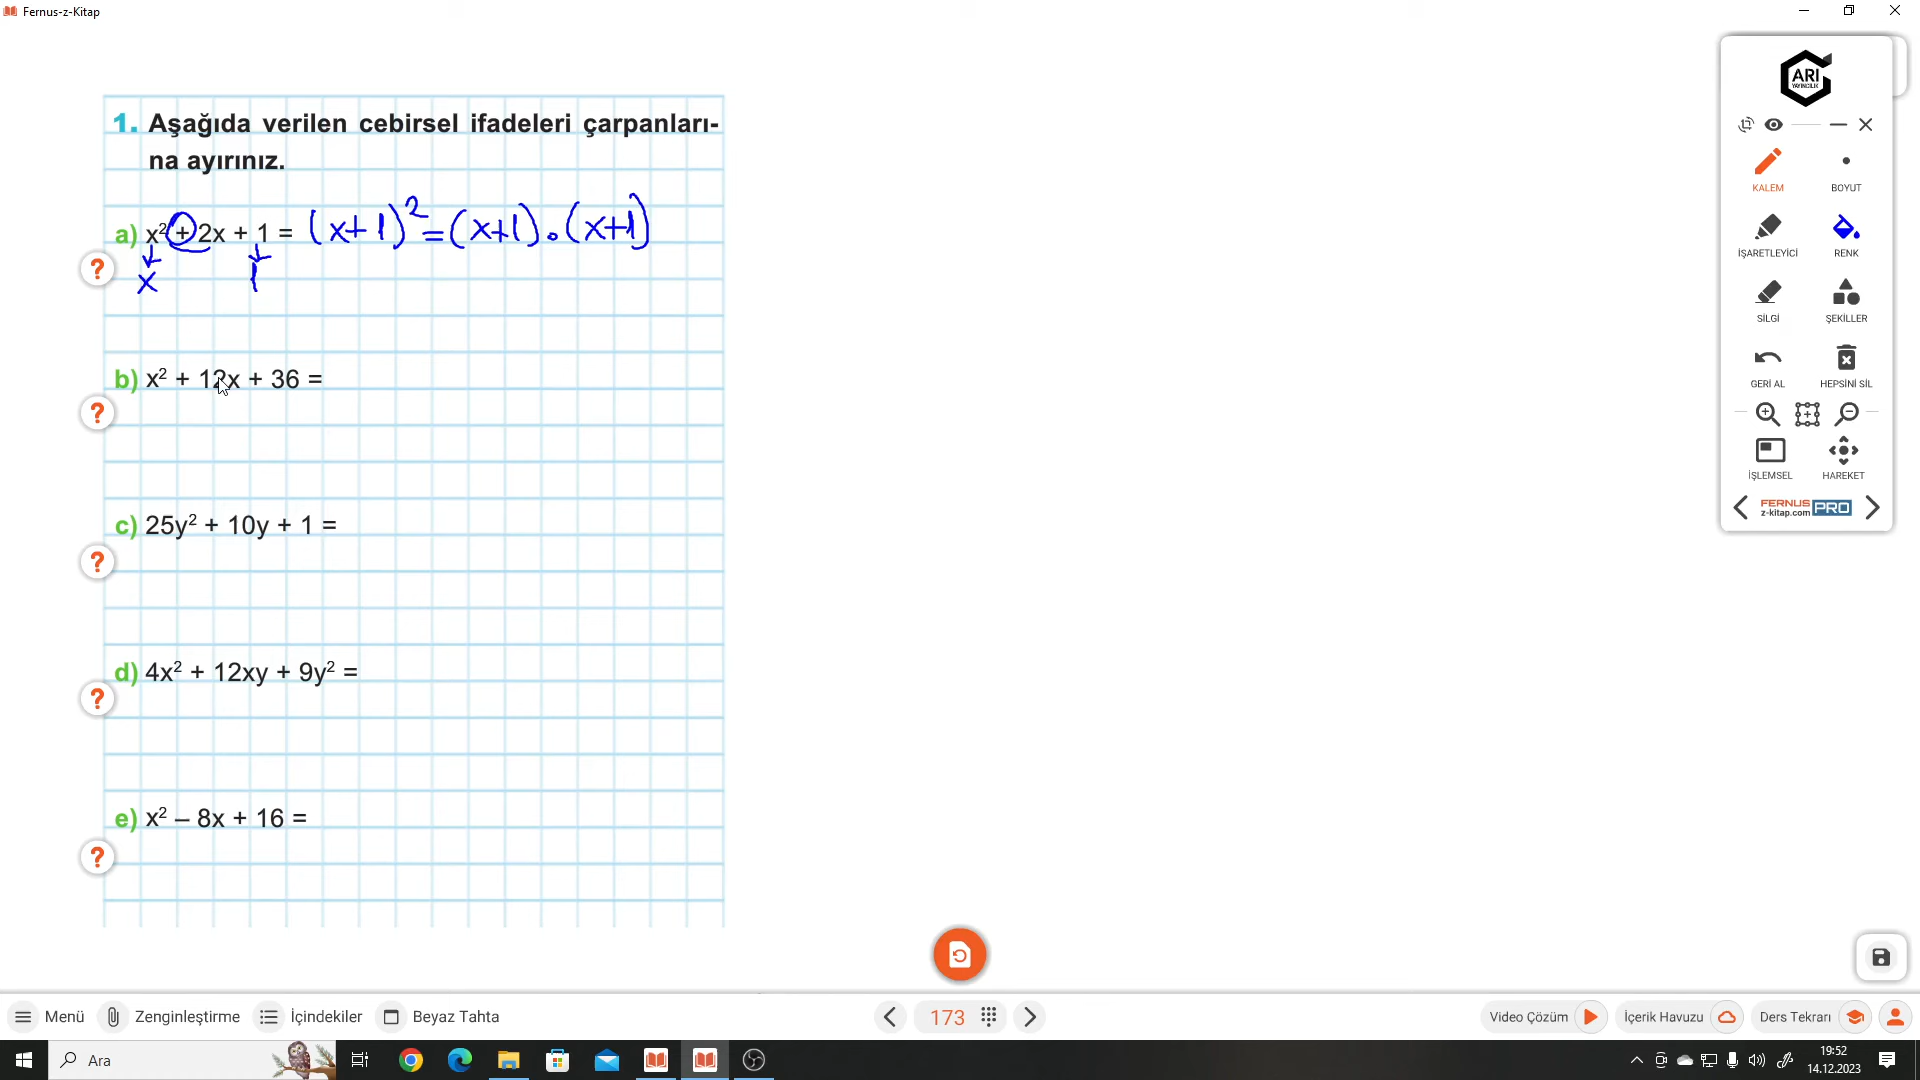 Fernus-z-Kitap
ARI
YAYINCILIK
1. Aşağıda verilen cebirsel ifadeleri çarpanları-
na ayırınız.
a) x² + 2x + 1 = (x+1)² = (x+1).(x+1)
x 1
b) x² + 12x + 36 =
c) 25y² + 10y + 1 =
d) 4x² + 12xy + 9y² =
e) x² – 8x + 16 =
?
?
?
?
?
KALEM BOYUT
İŞARETLEYİCİ RENK
SİLGİ ŞEKİLLER
GERİ AL HEPSİNİ SİL
İŞLEMSEL HAREKET
FERNUS
z-kitap.com PRO
Menü Zenginleştirme İçindekiler Beyaz Tahta 173 Video Çözüm İçerik Havuzu Ders Tekrarı
Ara
19:52
14.12.2023